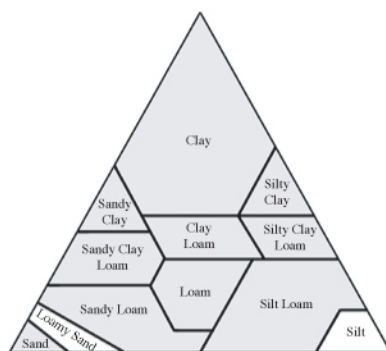 Clay
Silty
Clay
Sandy
Clay
Clay
Loam
Silty Clay
Loam
Sandy Clay
Loam
Loam
Silt Loam
Sandy Loam
Loamy Sand
Sand
Silt